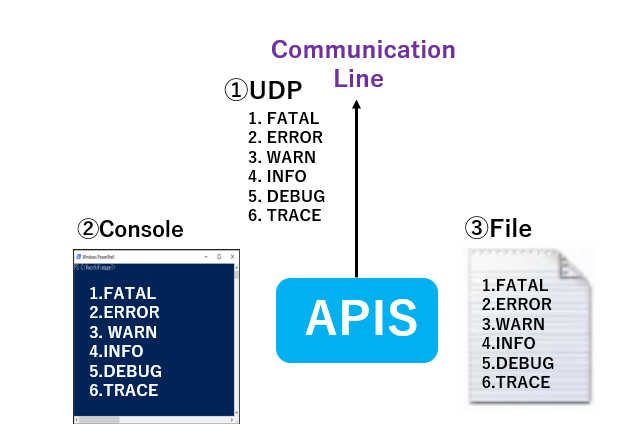 Communication
Line
①UDP
1. FATAL
2. ERROR
3. WARN
4. INFO
5. DEBUG
6. TRACE
②Console
Windows PowerShell
1.FATAL
2.ERROR
3. WARN
4.INFO
5.DEBUG
6.TRACE
APIS
③File
1.FATAL
2.ERROR
3.WARN
4.INFO
5.DEBUG
6.TRACE